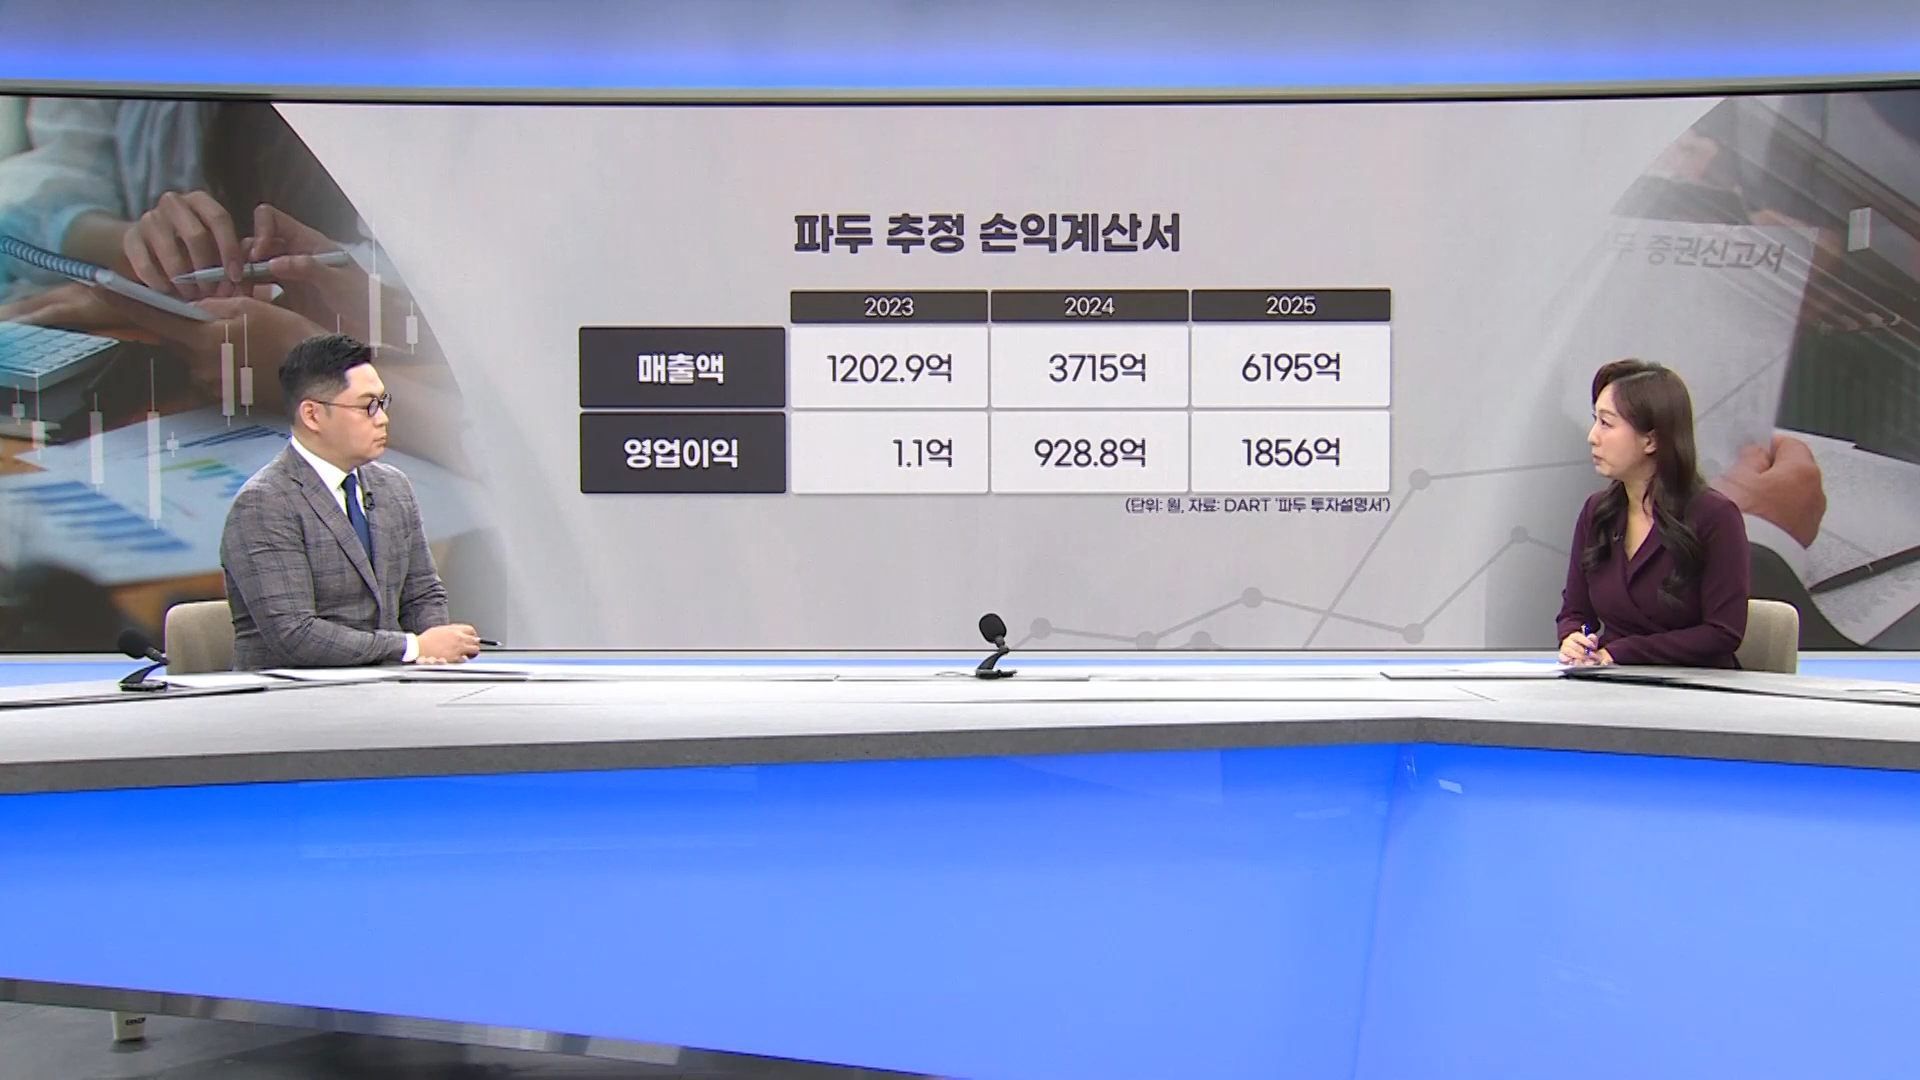 파두 추정 손익계산서
증권신고서
2023 2024 2025
매출액 1202.9억 3715억 6195억
영업이익 1.1억 928.8억 1856억
(단위: 원, 자료: DART '파두 투자설명서')